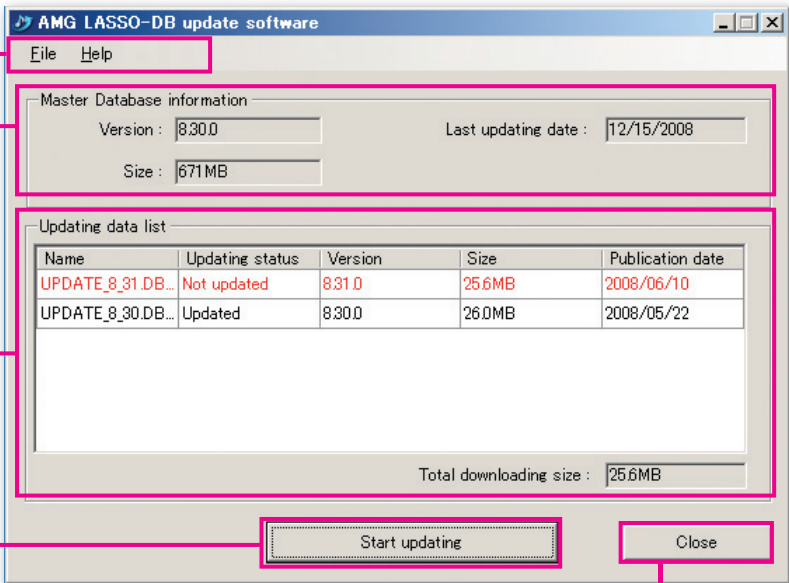 AMG LASSO-DB update software
File Help
Master Database information
Version : 8.30.0 Last updating date : 12/15/2008
Size : 671MB
Updating data list
Name Updating status Version Size Publication date
UPDATE_8_31.DB... Not updated 8.31.0 25.6MB 2008/06/10
UPDATE_8_30.DB... Updated 8.30.0 26.0MB 2008/05/22
Total downloading size : 25.6MB
Start updating Close